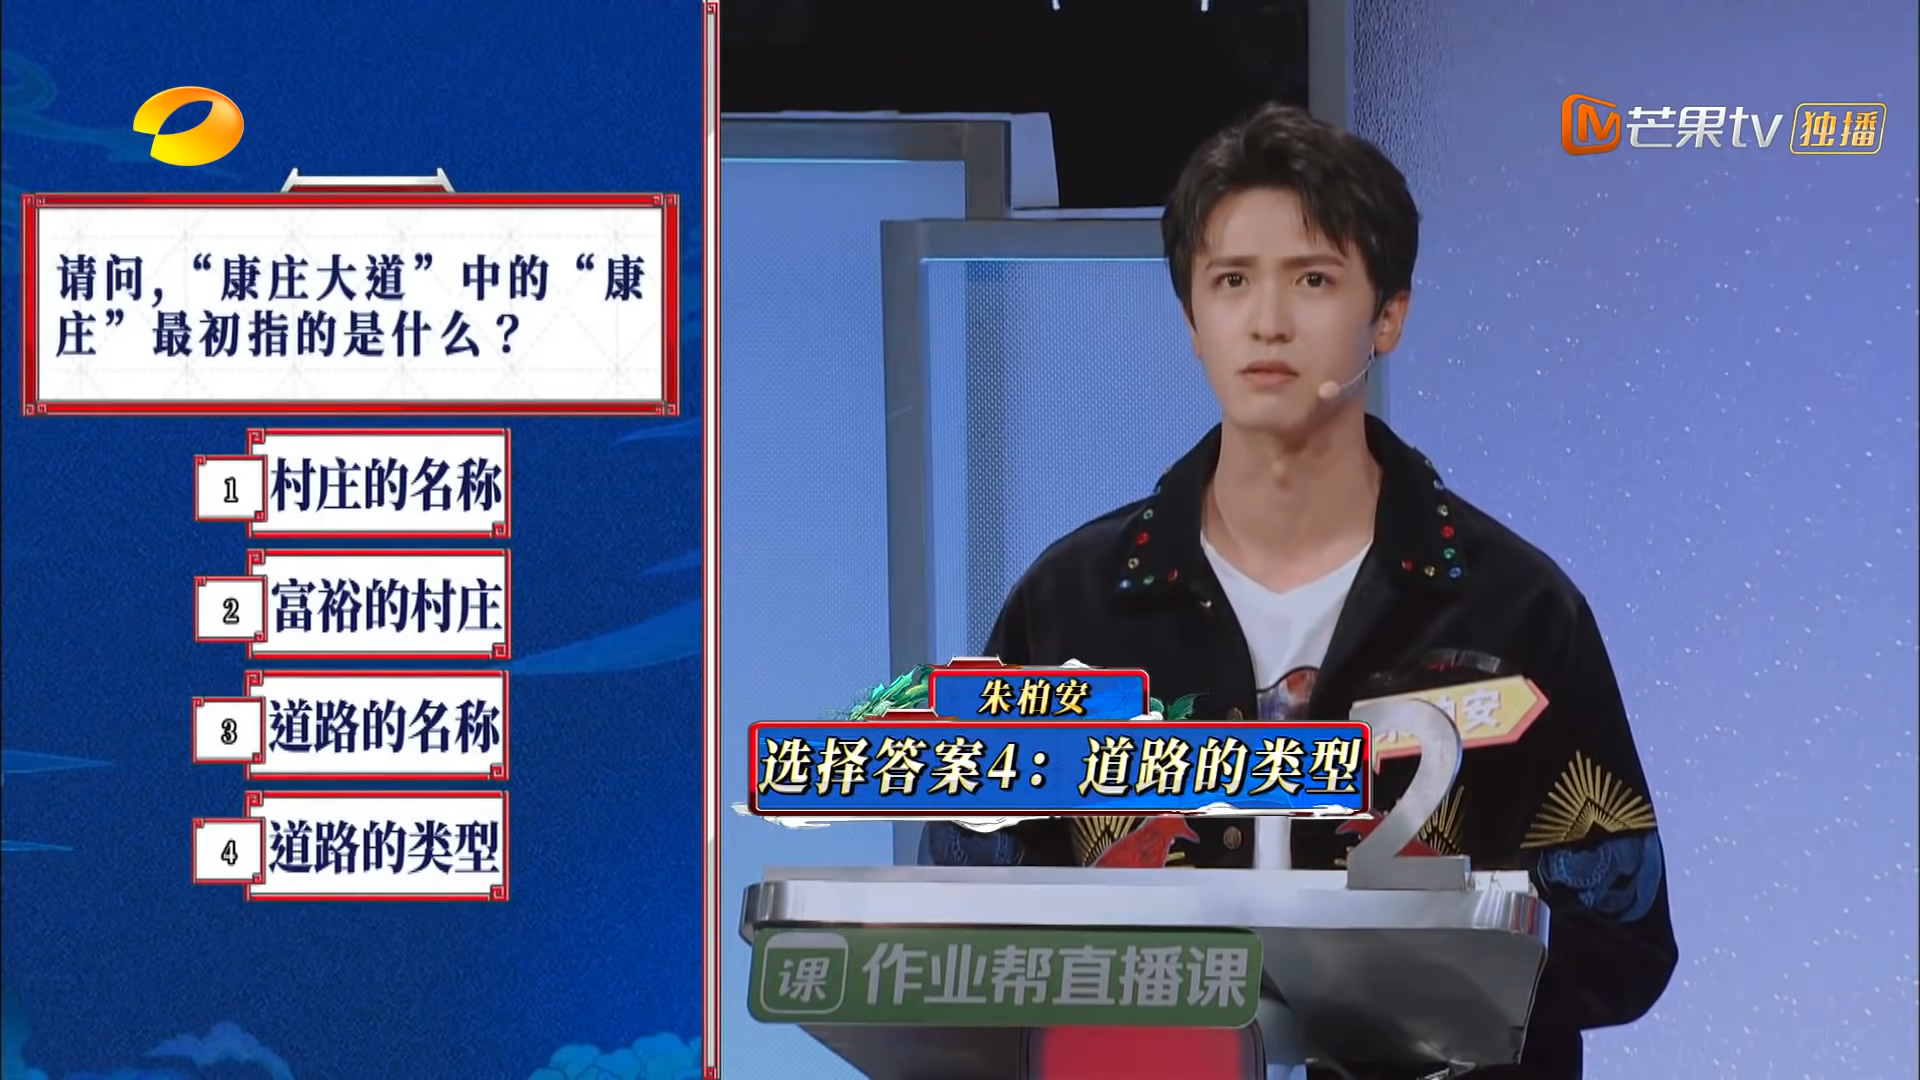 芒果tv 独播
请问，“康庄大道”中的“康
庄”最初指的是什么？
1 村庄的名称
2 富裕的村庄
3 道路的名称
4 道路的类型
朱柏安
选择答案4：道路的类型
柏安
2
课 作业帮直播课